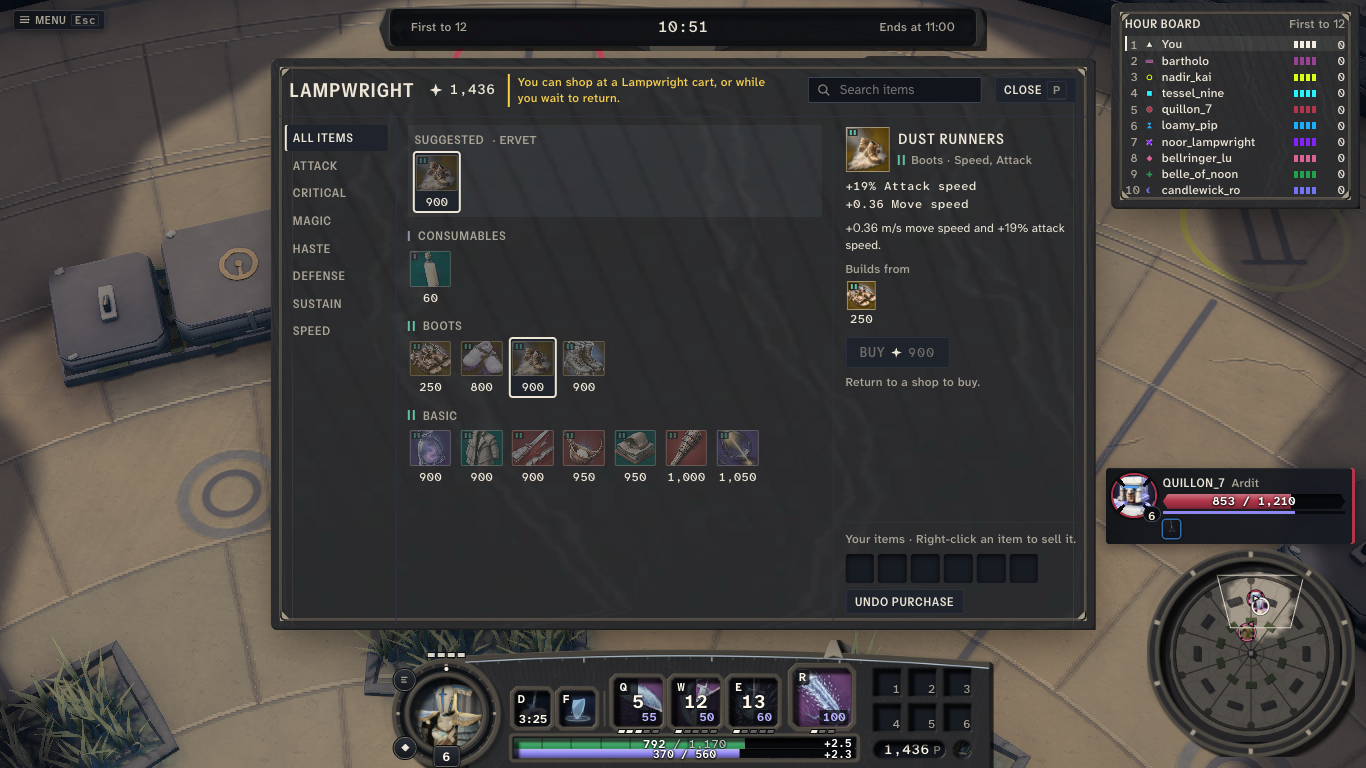 MENU Esc
First to 12
10:51
Ends at 11:00
HOUR BOARD First to 12
1 You 0
2 bartholo 0
3 nadir_kai 0
4 tessel_nine 0
5 quillon_7 0
6 loamy_pip 0
7 noor_lampwright 0
8 bellringer_lu 0
9 belle_of_noon 0
10 candlewick_ro 0
LAMPWRIGHT 1,436
You can shop at a Lampwright cart, or while
you wait to return.
Search items
CLOSE P
ALL ITEMS
ATTACK
CRITICAL
MAGIC
HASTE
DEFENSE
SUSTAIN
SPEED
SUGGESTED · ERVET
900
CONSUMABLES
60
BOOTS
250 800 900 900
BASIC
900 900 900 950 950 1,000 1,050
DUST RUNNERS
Boots · Speed, Attack
+19% Attack speed
+0.36 Move speed
+0.36 m/s move speed and +19% attack
speed.
Builds from
250
BUY 900
Return to a shop to buy.
Your items · Right-click an item to sell it.
UNDO PURCHASE
QUILLON_7 Ardit
853 / 1,210
6
6
D 3:25
F
Q 5 55
W 12 50
E 13 60
R 100
792 / 1,170 +2.5
370 / 560 +2.3
1 2 3
4 5 6
1,436 P